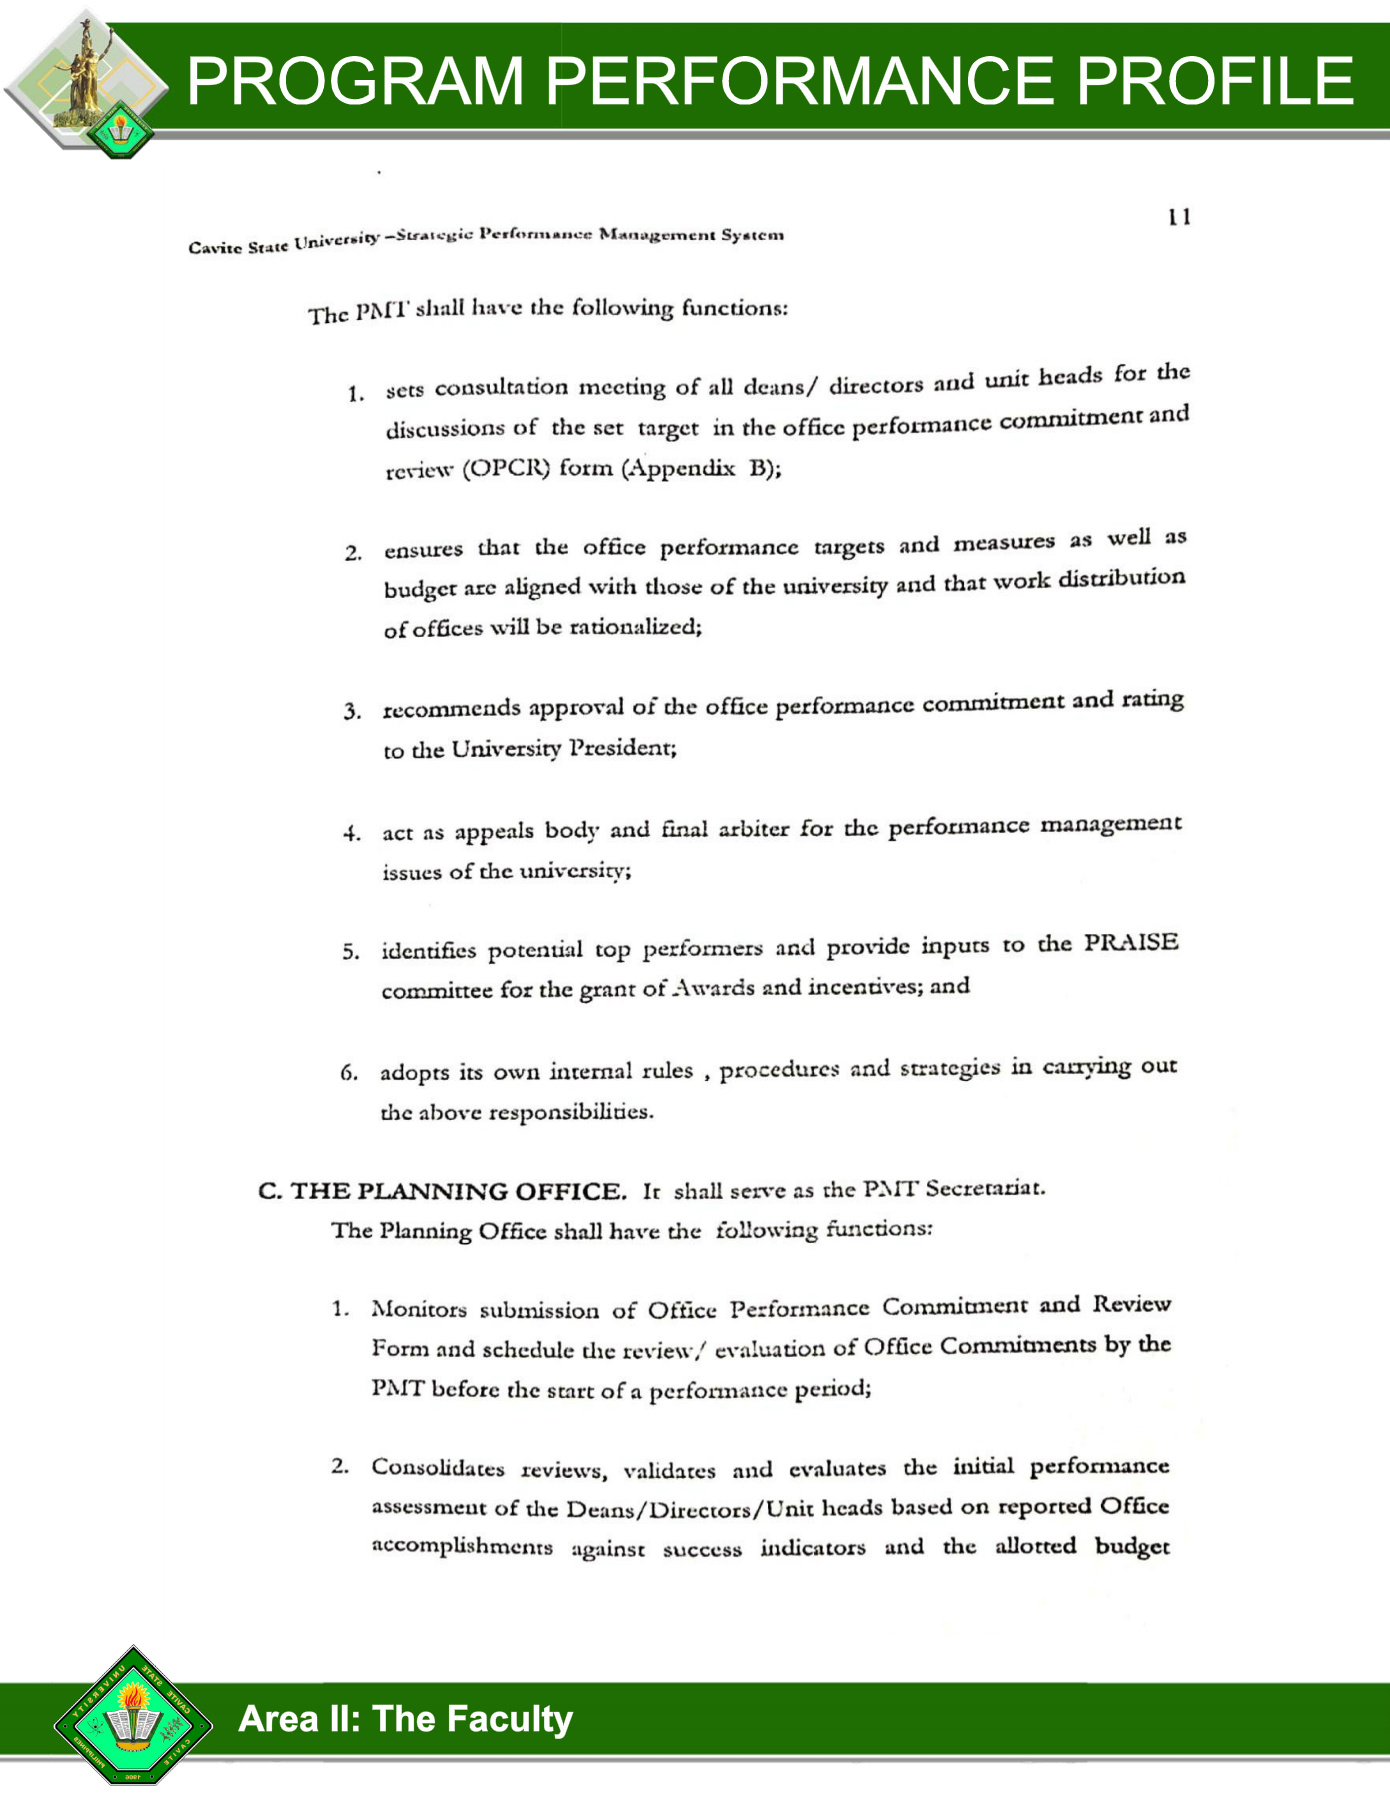 PROGRAM PERFORMANCE PROFILE
11
Cavite State University –Strategic Performance Management System
The PMT shall have the following functions:
1. sets consultation meeting of all deans/ directors and unit heads for the
discussions of the set target in the office performance commitment and
review (OPCR) form (Appendix B);
2. ensures that the office performance targets and measures as well as
budget are aligned with those of the university and that work distribution
of offices will be rationalized;
3. recommends approval of the office performance commitment and rating
to the University President;
4. act as appeals body and final arbiter for the performance management
issues of the university;
5. identifies potential top performers and provide inputs to the PRAISE
committee for the grant of Awards and incentives; and
6. adopts its own internal rules , procedures and strategies in carrying out
the above responsibilities.
C. THE PLANNING OFFICE. It shall serve as the PMT Secretariat.
The Planning Office shall have the following functions:
1. Monitors submission of Office Performance Commitment and Review
Form and schedule the review/ evaluation of Office Commitments by the
PMT before the start of a performance period;
2. Consolidates reviews, validates and evaluates the initial performance
assessment of the Deans/Directors/Unit heads based on reported Office
accomplishments against success indicators and the allotted budget
CAVITE STATE UNIVERSITY
CAVITE
PHILIPPINES
1906
Area II: The Faculty